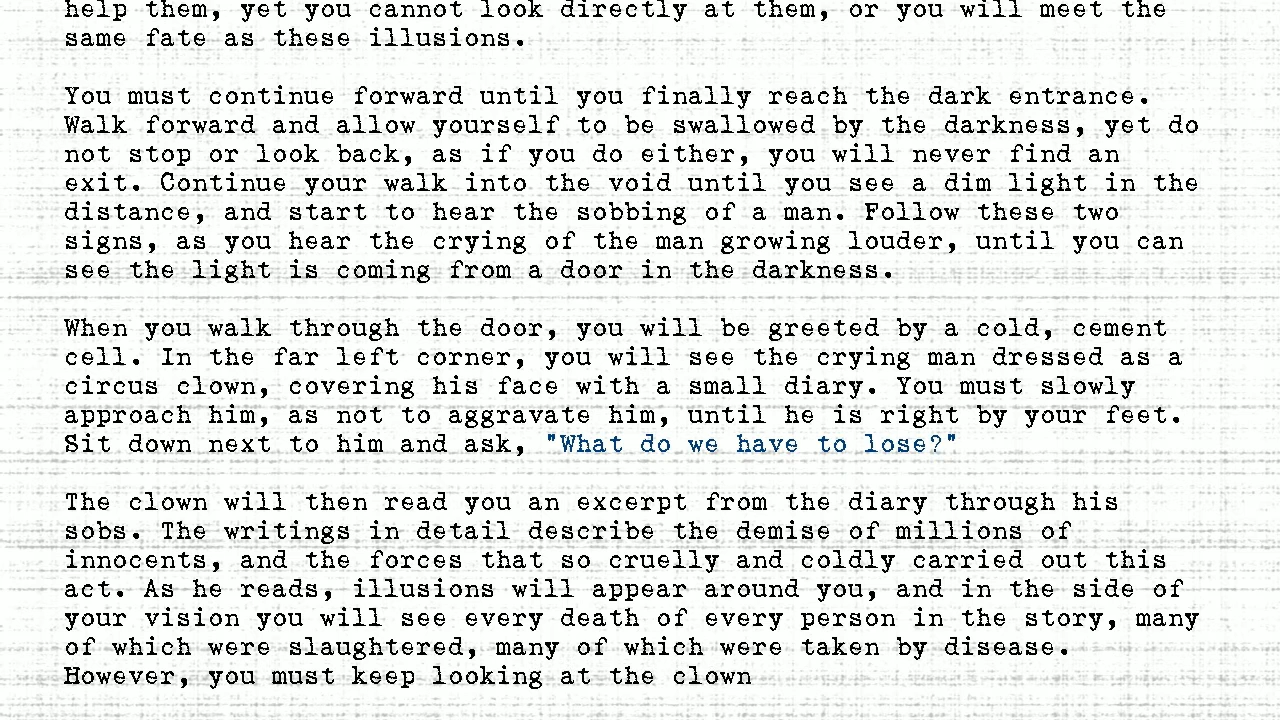 help them, yet you cannot look directly at them, or you will meet the
same fate as these illusions.
You must continue forward until you finally reach the dark entrance.
Walk forward and allow yourself to be swallowed by the darkness, yet do
not stop or look back, as if you do either, you will never find an
exit. Continue your walk into the void until you see a dim light in the
distance, and start to hear the sobbing of a man. Follow these two
signs, as you hear the crying of the man growing louder, until you can
see the light is coming from a door in the darkness.
When you walk through the door, you will be greeted by a cold, cement
cell. In the far left corner, you will see the crying man dressed as a
circus clown, covering his face with a small diary. You must slowly
approach him, as not to aggravate him, until he is right by your feet.
Sit down next to him and ask, "What do we have to lose?"
The clown will then read you an excerpt from the diary through his
sobs. The writings in detail describe the demise of millions of
innocents, and the forces that so cruelly and coldly carried out this
act. As he reads, illusions will appear around you, and in the side of
your vision you will see every death of every person in the story, many
of which were slaughtered, many of which were taken by disease.
However, you must keep looking at the clown